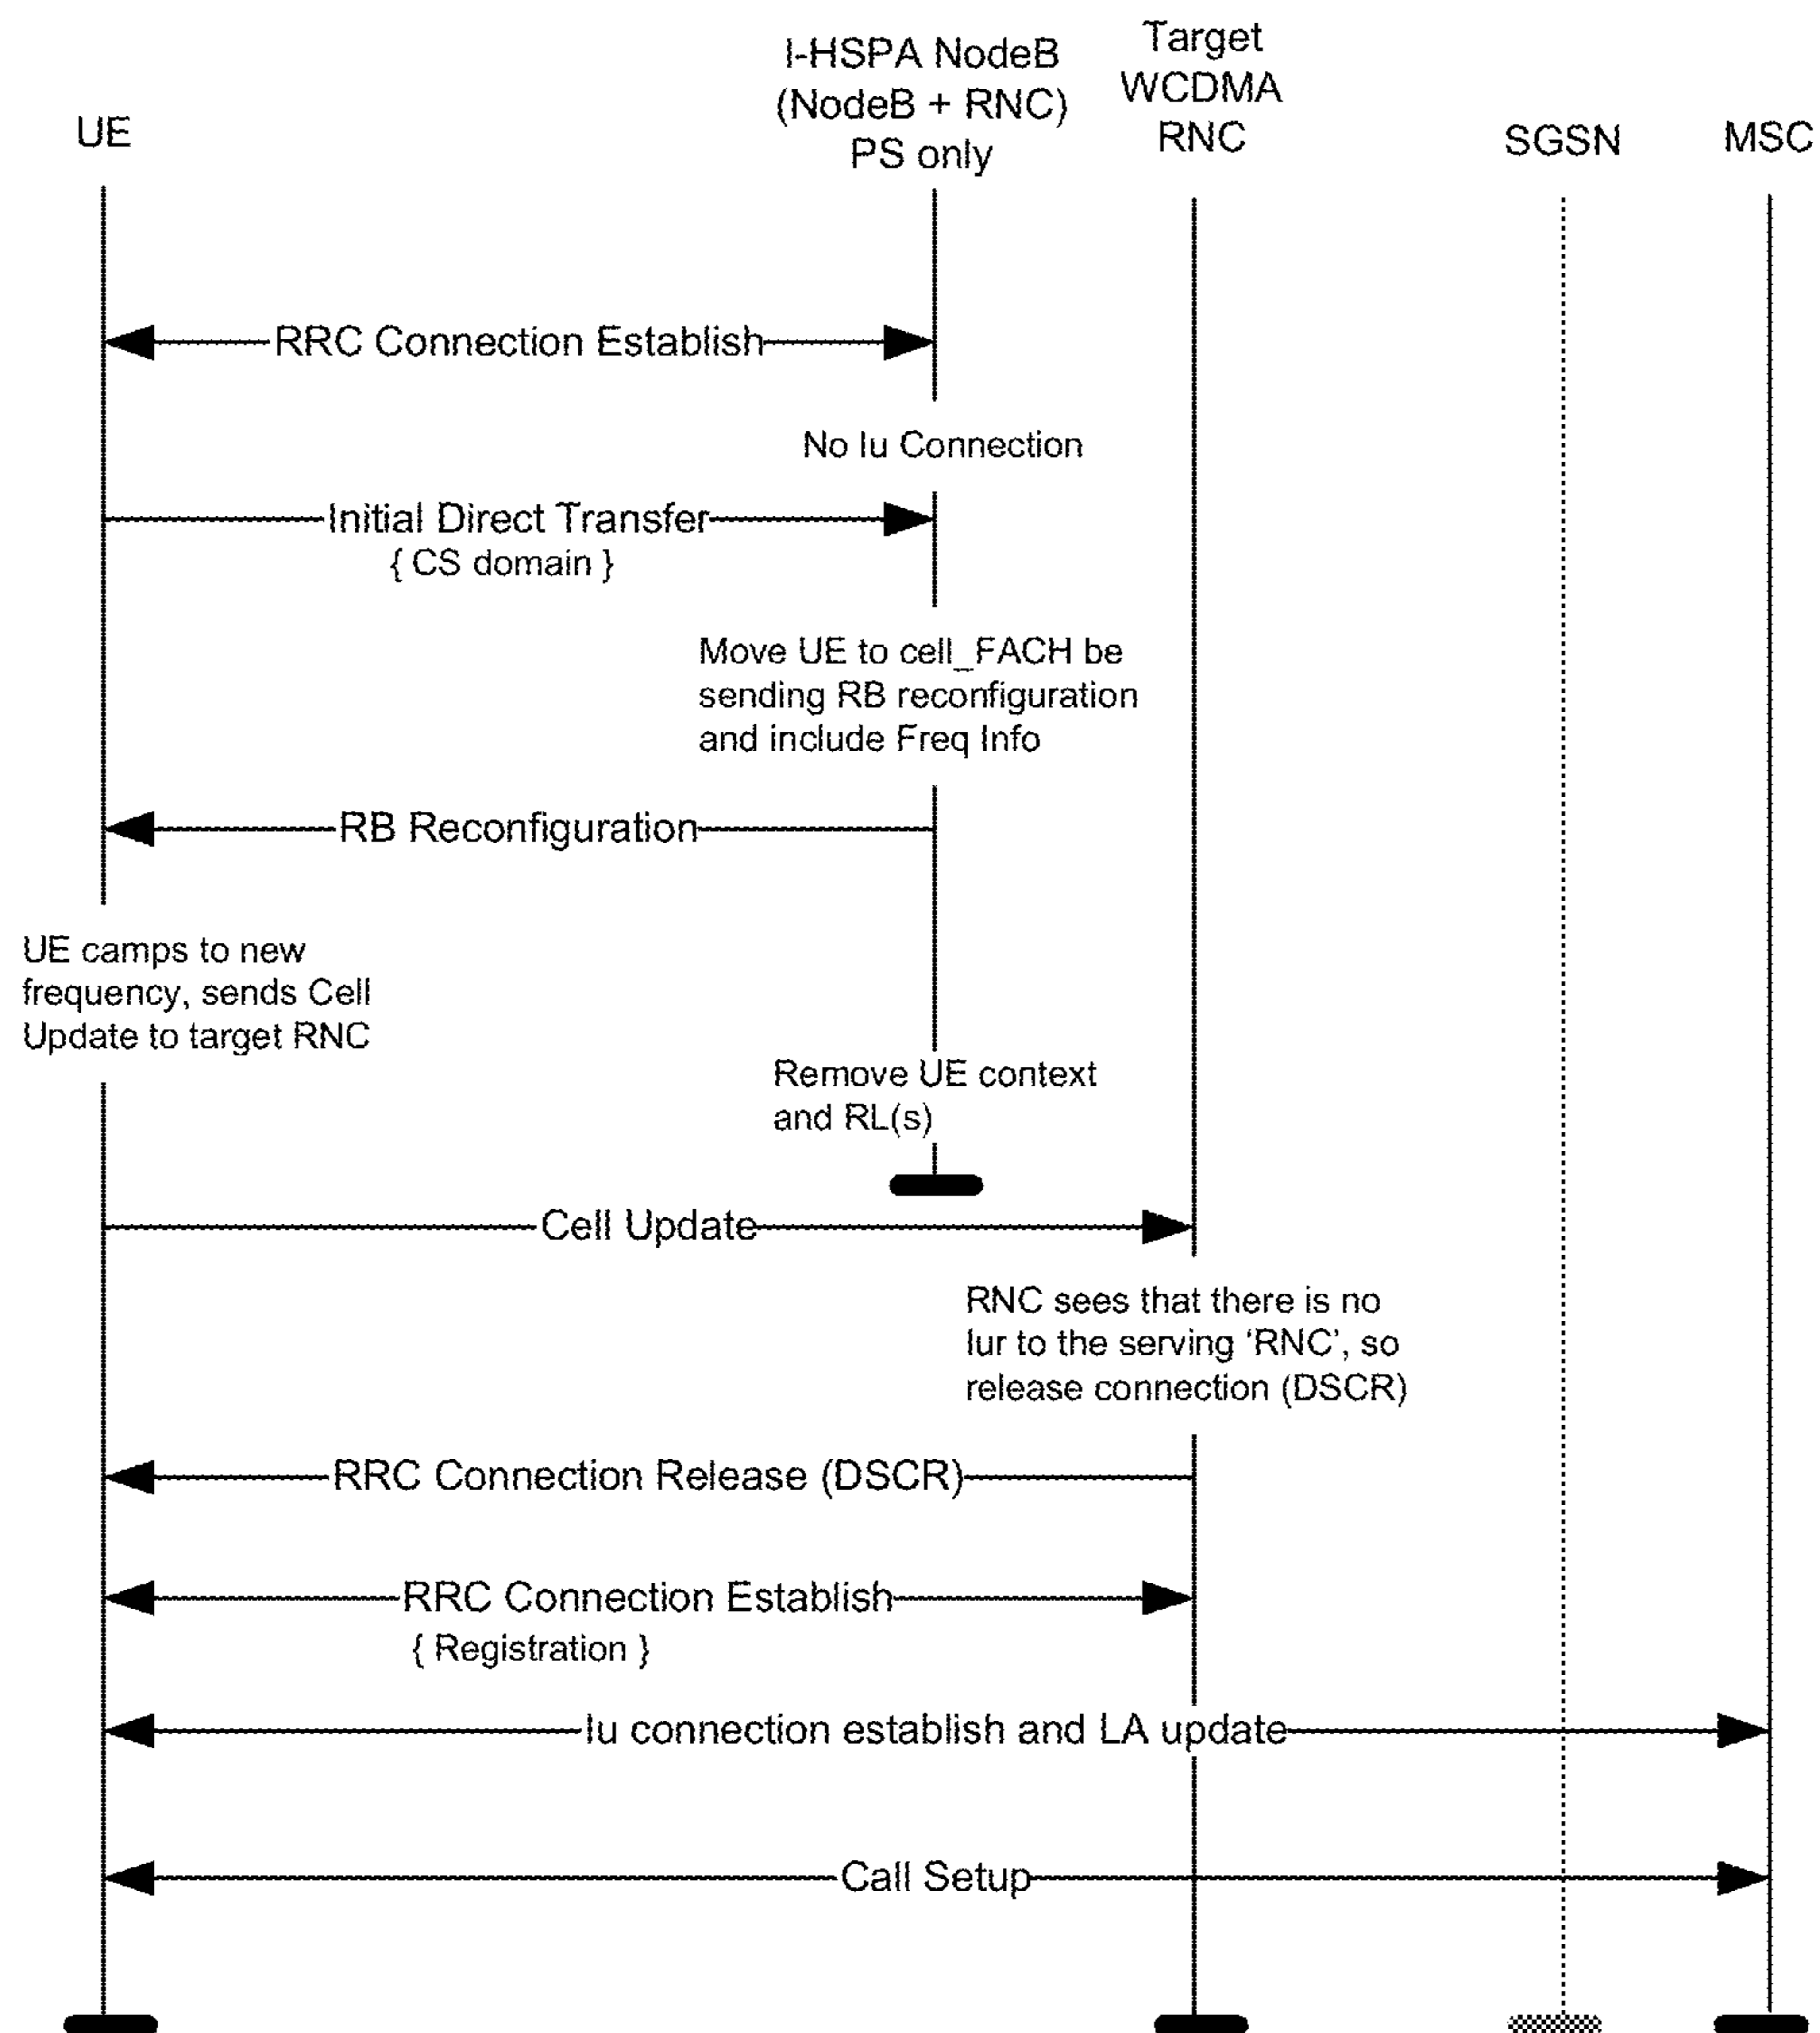 UE
I-HSPA NodeB
(NodeB + RNC)
PS only
Target
WCDMA
RNC
SGSN
MSC
RRC Connection Establish
No Iu Connection
Initial Direct Transfer
{ CS domain }
Move UE to cell_FACH be
sending RB reconfiguration
and include Freq Info
RB Reconfiguration
UE camps to new
frequency, sends Cell
Update to target RNC
Remove UE context
and RL(s)
Cell Update
RNC sees that there is no
Iur to the serving ‘RNC’, so
release connection (DSCR)
RRC Connection Release (DSCR)
RRC Connection Establish
{ Registration }
Iu connection establish and LA update
Call Setup